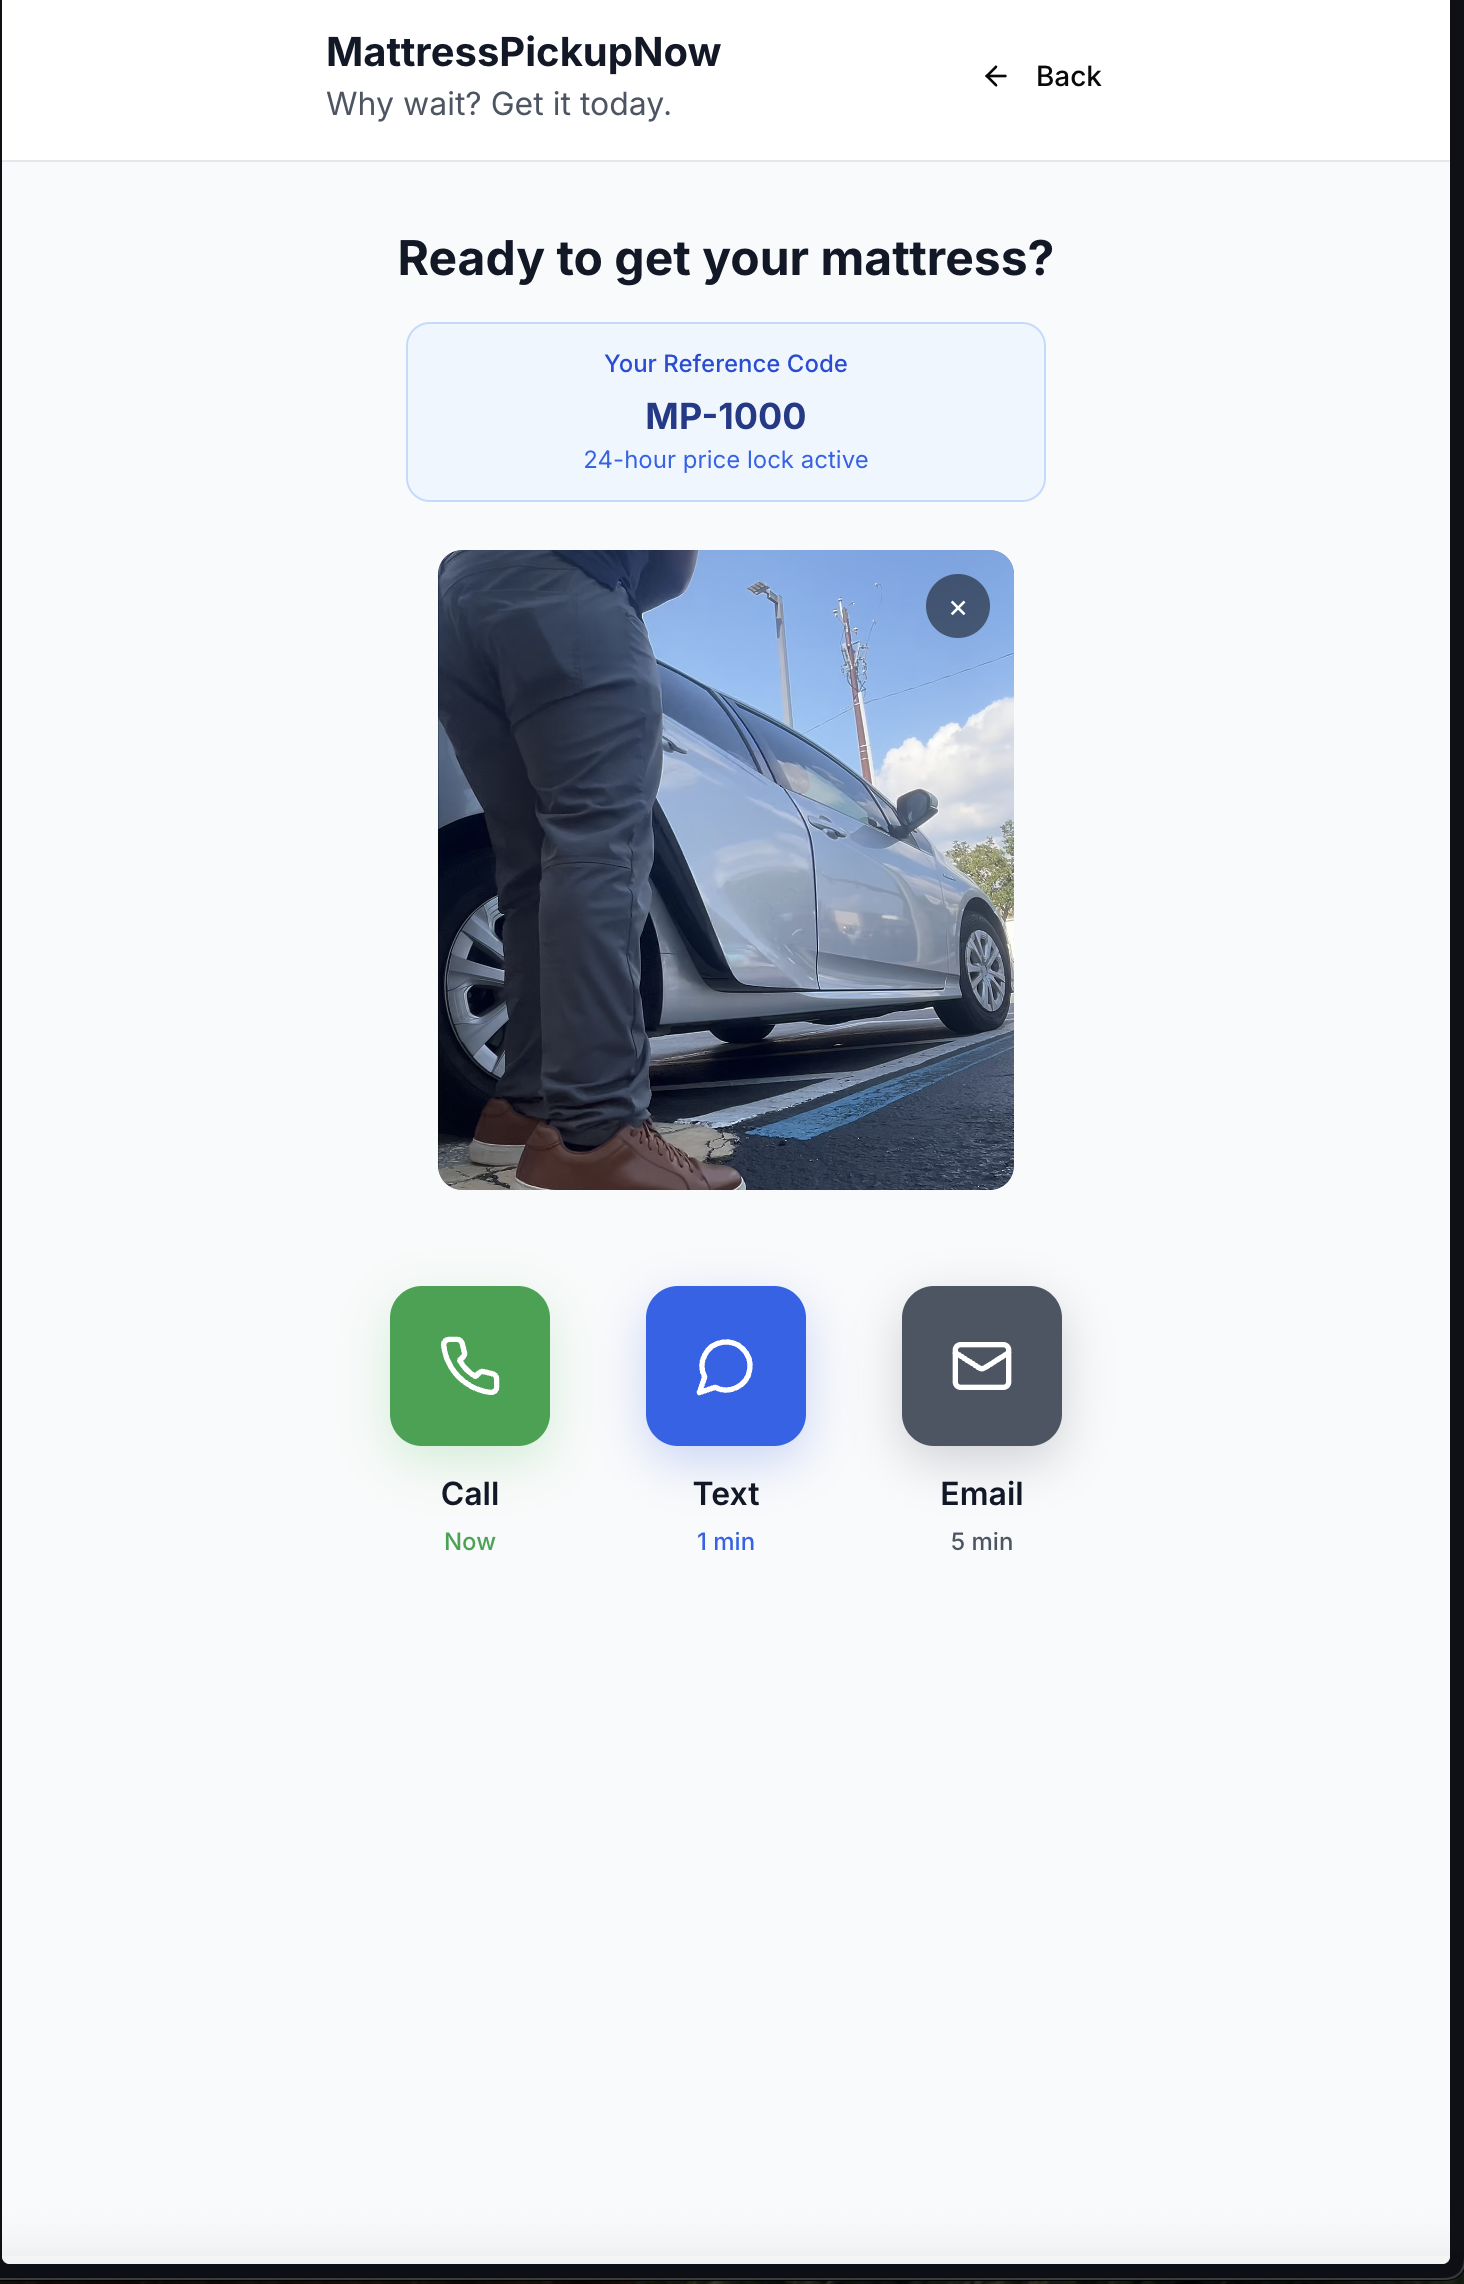 MattressPickupNow
Why wait? Get it today.
Back
Ready to get your mattress?
Your Reference Code
MP-1000
24-hour price lock active
Call
Text
Email
Now
1 min
5 min